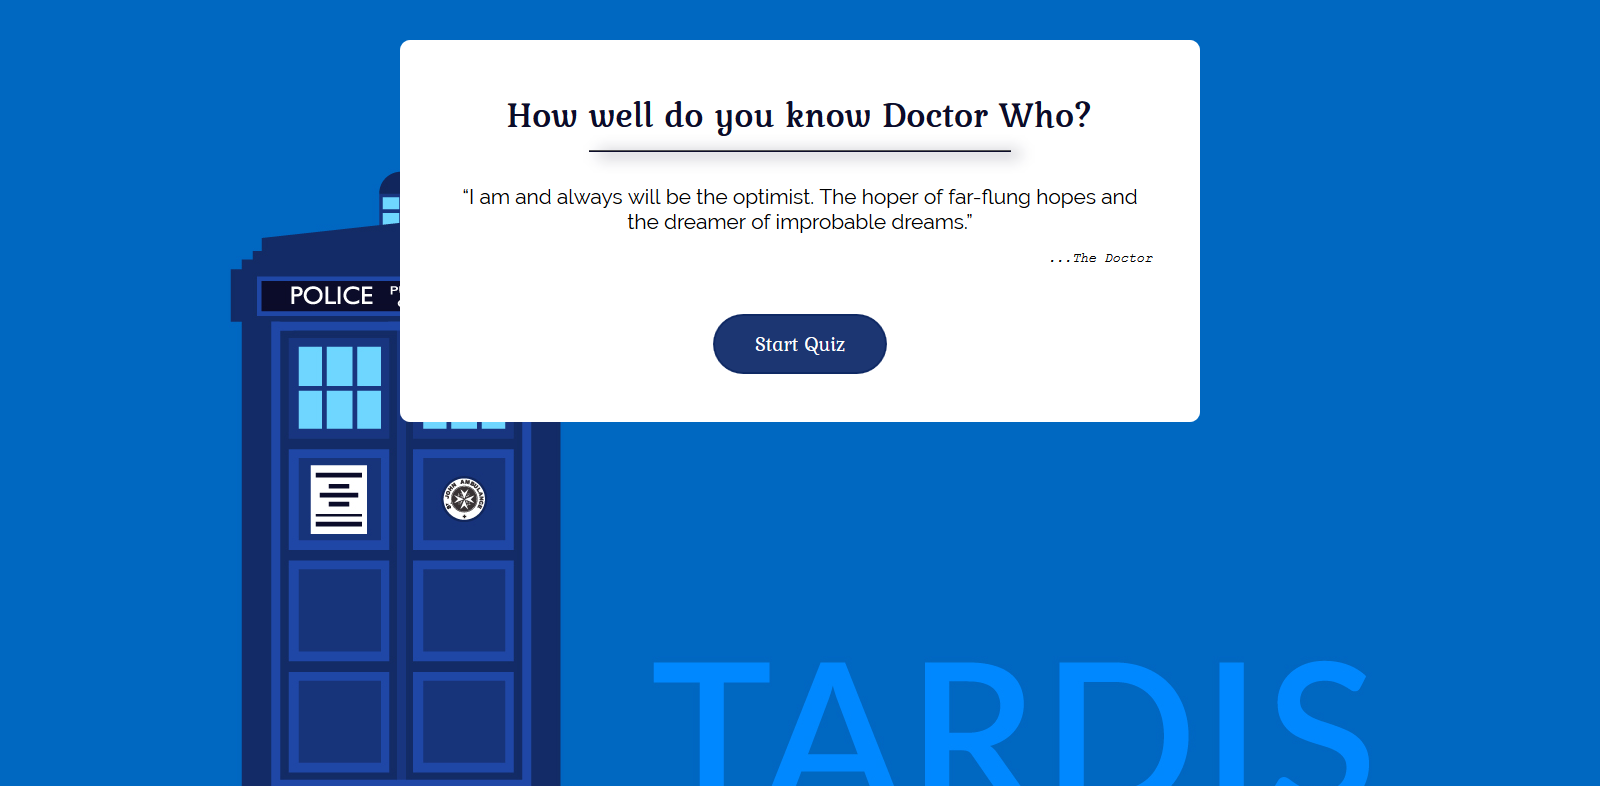 How well do you know Doctor Who?
“I am and always will be the optimist. The hoper of far-flung hopes and
the dreamer of improbable dreams.”
...The Doctor
POLICE
Start Quiz
ST JOHN AMBULANCE
TARDIS